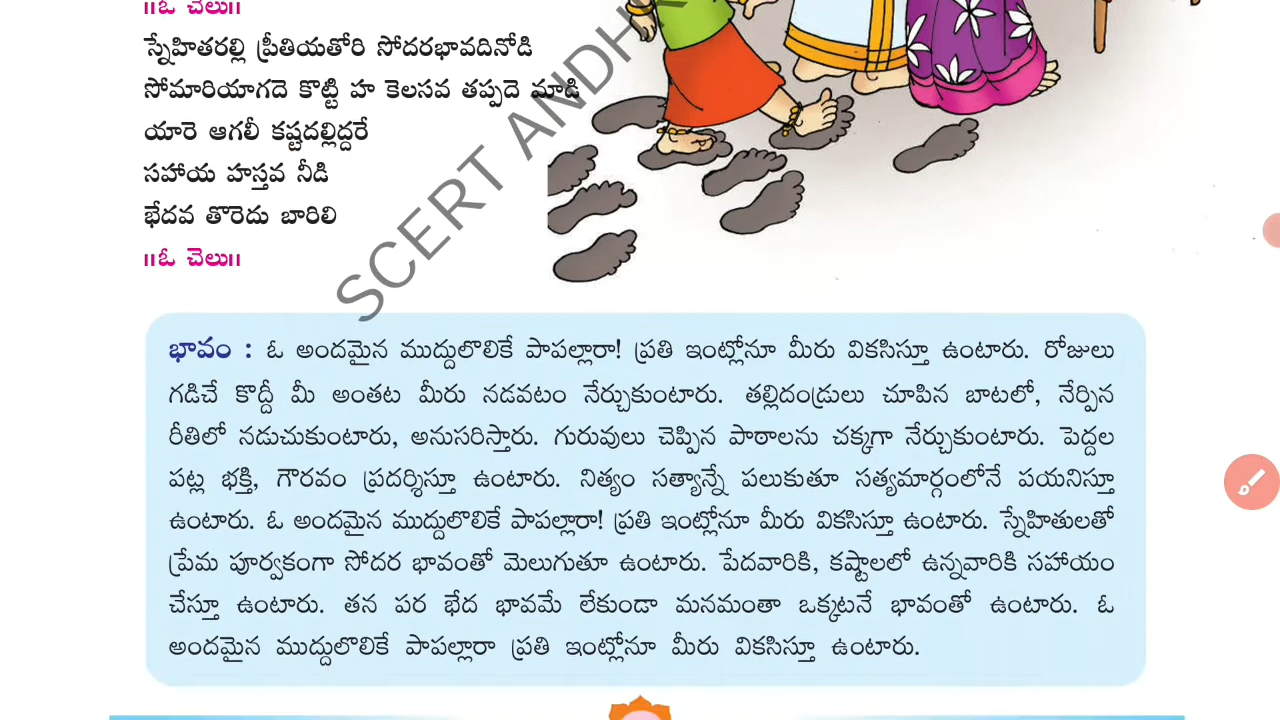 ॥ఓ చెలు॥
స్నేహితరల్లి ప్రీతియతోరి సోదరభావదినోడి
సోమారియాగదె కొట్టి హ కెలసవ తప్పదె మాడి
యారె ఆగలీ కష్టదల్లిద్దరే
సహాయ హస్తవ నీడి
భేదవ తొరెదు బారిలి
॥ఓ చెలు॥
SCERT ANDHR
భావం : ఓ అందమైన ముద్దులొలికే పాపల్లారా! ప్రతి ఇంట్లోనూ మీరు వికసిస్తూ ఉంటారు. రోజులు
గడిచే కొద్దీ మీ అంతట మీరు నడవటం నేర్చుకుంటారు. తల్లిదండ్రులు చూపిన బాటలో, నేర్పిన
రీతిలో నడుచుకుంటారు, అనుసరిస్తారు. గురువులు చెప్పిన పాఠాలను చక్కగా నేర్చుకుంటారు. పెద్దల
పట్ల భక్తి, గౌరవం ప్రదర్శిస్తూ ఉంటారు. నిత్యం సత్యాన్నే పలుకుతూ సత్యమార్గంలోనే పయనిస్తూ
ఉంటారు. ఓ అందమైన ముద్దులొలికే పాపల్లారా! ప్రతి ఇంట్లోనూ మీరు వికసిస్తూ ఉంటారు. స్నేహితులతో
ప్రేమ పూర్వకంగా సోదర భావంతో మెలుగుతూ ఉంటారు. పేదవారికి, కష్టాలలో ఉన్నవారికి సహాయం
చేస్తూ ఉంటారు. తన పర భేద భావమే లేకుండా మనమంతా ఒక్కటనే భావంతో ఉంటారు. ఓ
అందమైన ముద్దులొలికే పాపల్లారా ప్రతి ఇంట్లోనూ మీరు వికసిస్తూ ఉంటారు.